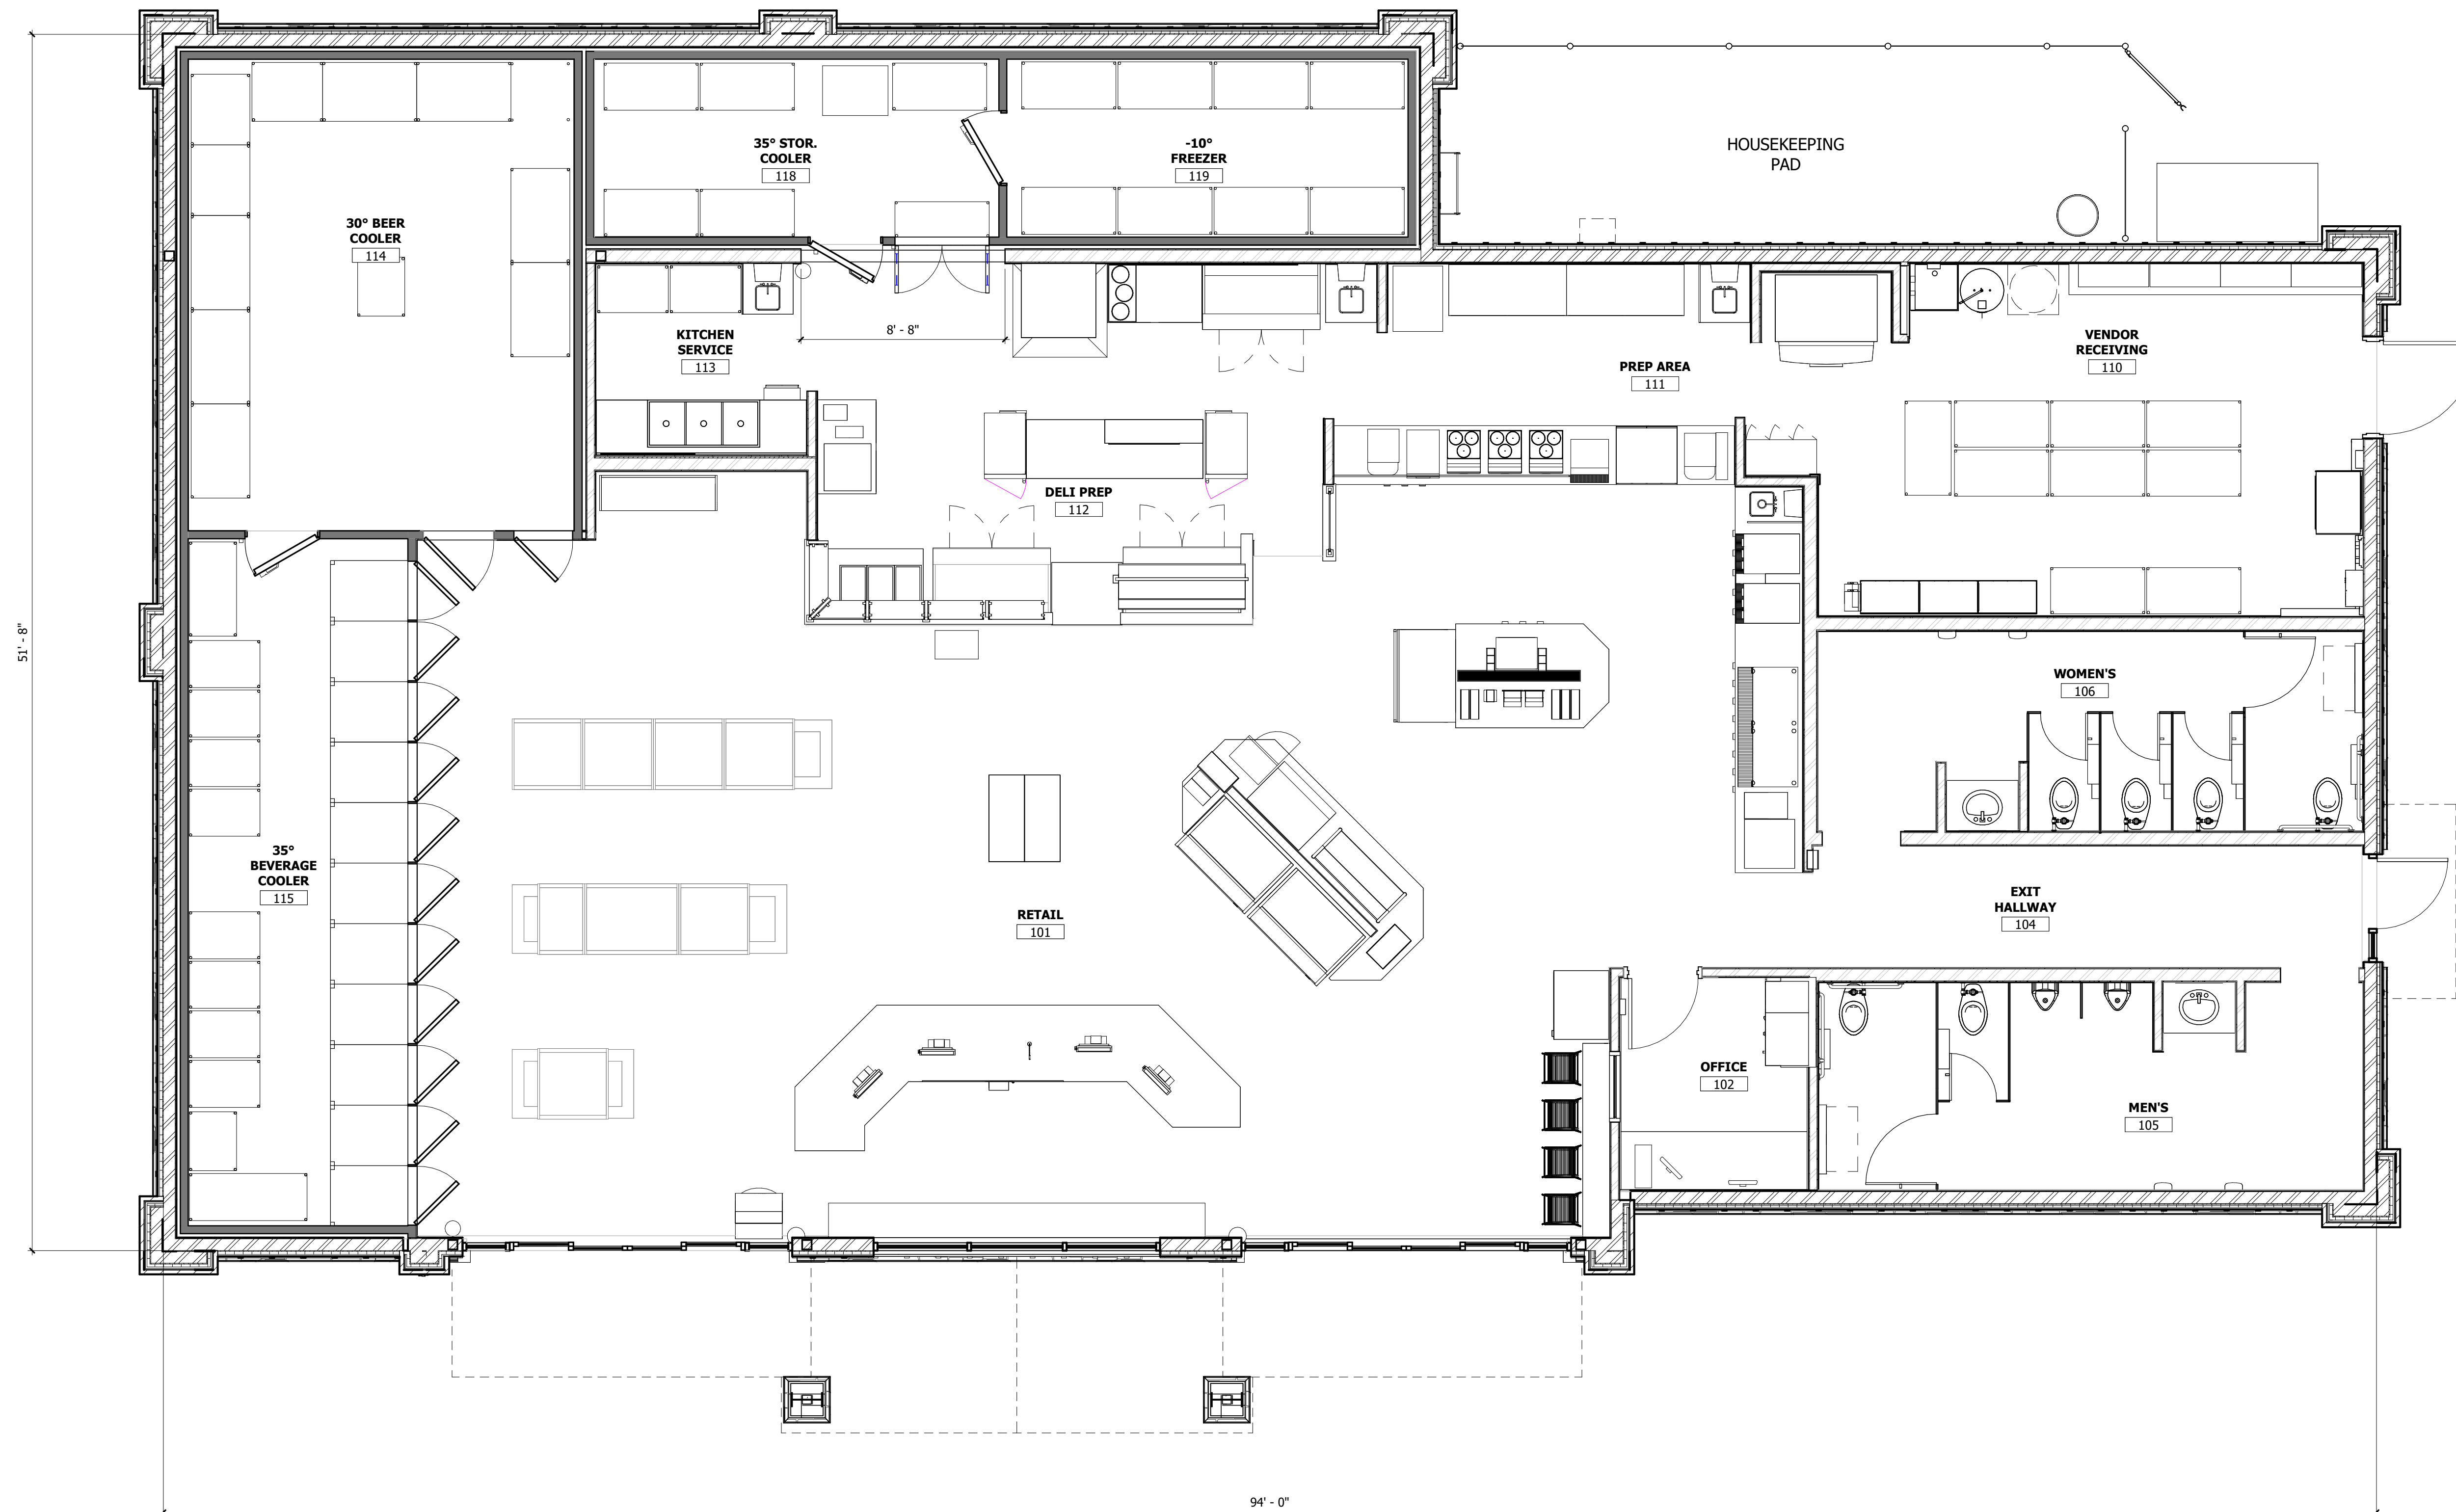 HOUSEKEEPING
PAD
35° STOR.
COOLER
118
-10°
FREEZER
119
30° BEER
COOLER
114
KITCHEN
SERVICE
113
8' - 8"
PREP AREA
111
VENDOR
RECEIVING
110
DELI PREP
112
51' - 8"
WOMEN'S
106
35°
BEVERAGE
COOLER
115
RETAIL
101
EXIT
HALLWAY
104
OFFICE
102
MEN'S
105
94' - 0"